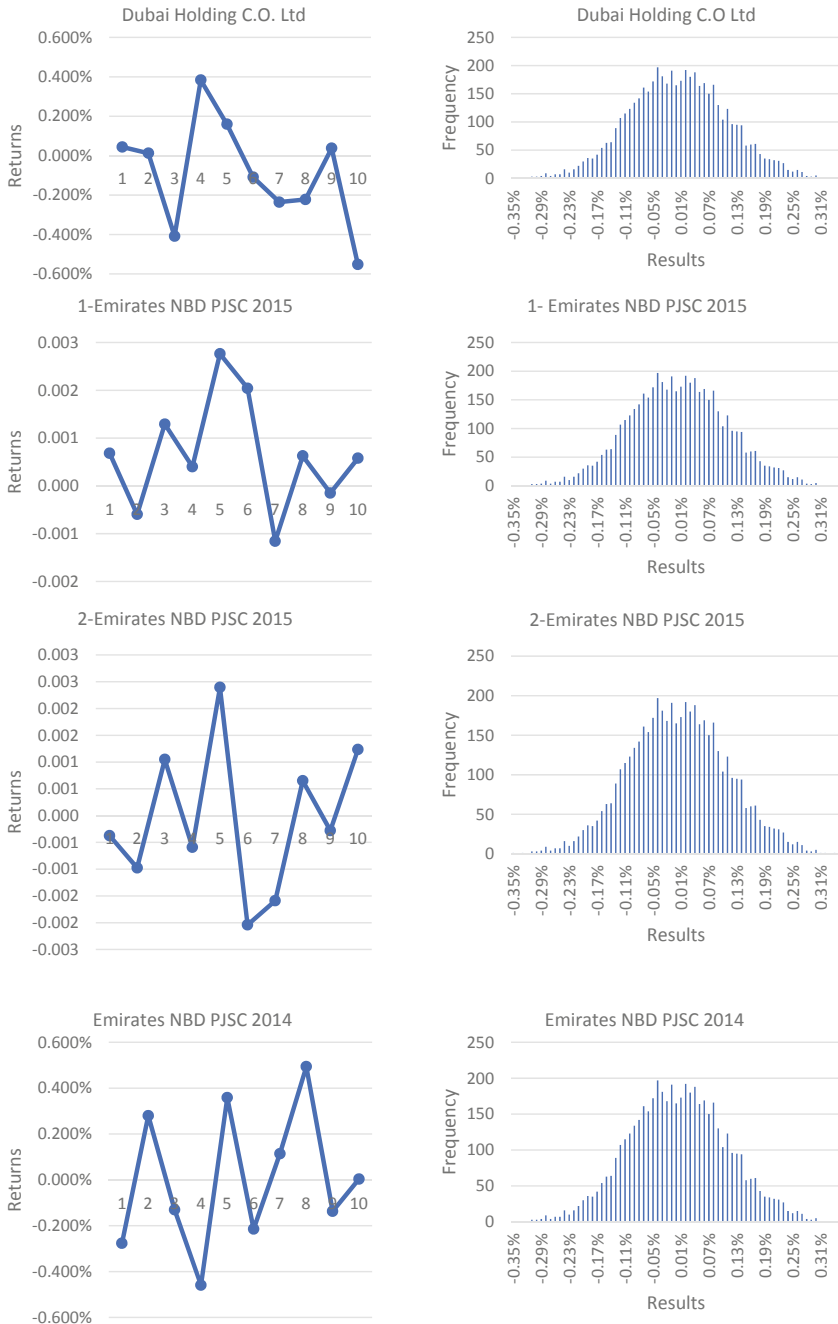 Dubai Holding C.O. Ltd
0.600%
0.400%
0.200%
0.000%
-0.200%
-0.400%
-0.600%
Returns
1 2 3 4 5 6 7 8 9 10
Dubai Holding C.O Ltd
250
200
150
100
50
0
Frequency
-0.35% -0.29% -0.23% -0.17% -0.11% -0.05% 0.01% 0.07% 0.13% 0.19% 0.25% 0.31%
Results
1-Emirates NBD PJSC 2015
0.003
0.002
0.001
0.000
-0.001
-0.002
Returns
1 2 3 4 5 6 7 8 9 10
1- Emirates NBD PJSC 2015
250
200
150
100
50
0
Frequency
-0.35% -0.29% -0.23% -0.17% -0.11% -0.05% 0.01% 0.07% 0.13% 0.19% 0.25% 0.31%
Results
2-Emirates NBD PJSC 2015
0.003
0.003
0.002
0.002
0.001
0.001
0.000
-0.001
-0.001
-0.002
-0.002
-0.003
Returns
1 2 3 4 5 6 7 8 9 10
2-Emirates NBD PJSC 2015
250
200
150
100
50
0
Frequency
-0.35% -0.29% -0.23% -0.17% -0.11% -0.05% 0.01% 0.07% 0.13% 0.19% 0.25% 0.31%
Results
Emirates NBD PJSC 2014
0.600%
0.400%
0.200%
0.000%
-0.200%
-0.400%
-0.600%
Returns
1 2 3 4 5 6 7 8 9 10
Emirates NBD PJSC 2014
250
200
150
100
50
0
Frequency
-0.35% -0.29% -0.23% -0.17% -0.11% -0.05% 0.01% 0.07% 0.13% 0.19% 0.25% 0.31%
Results